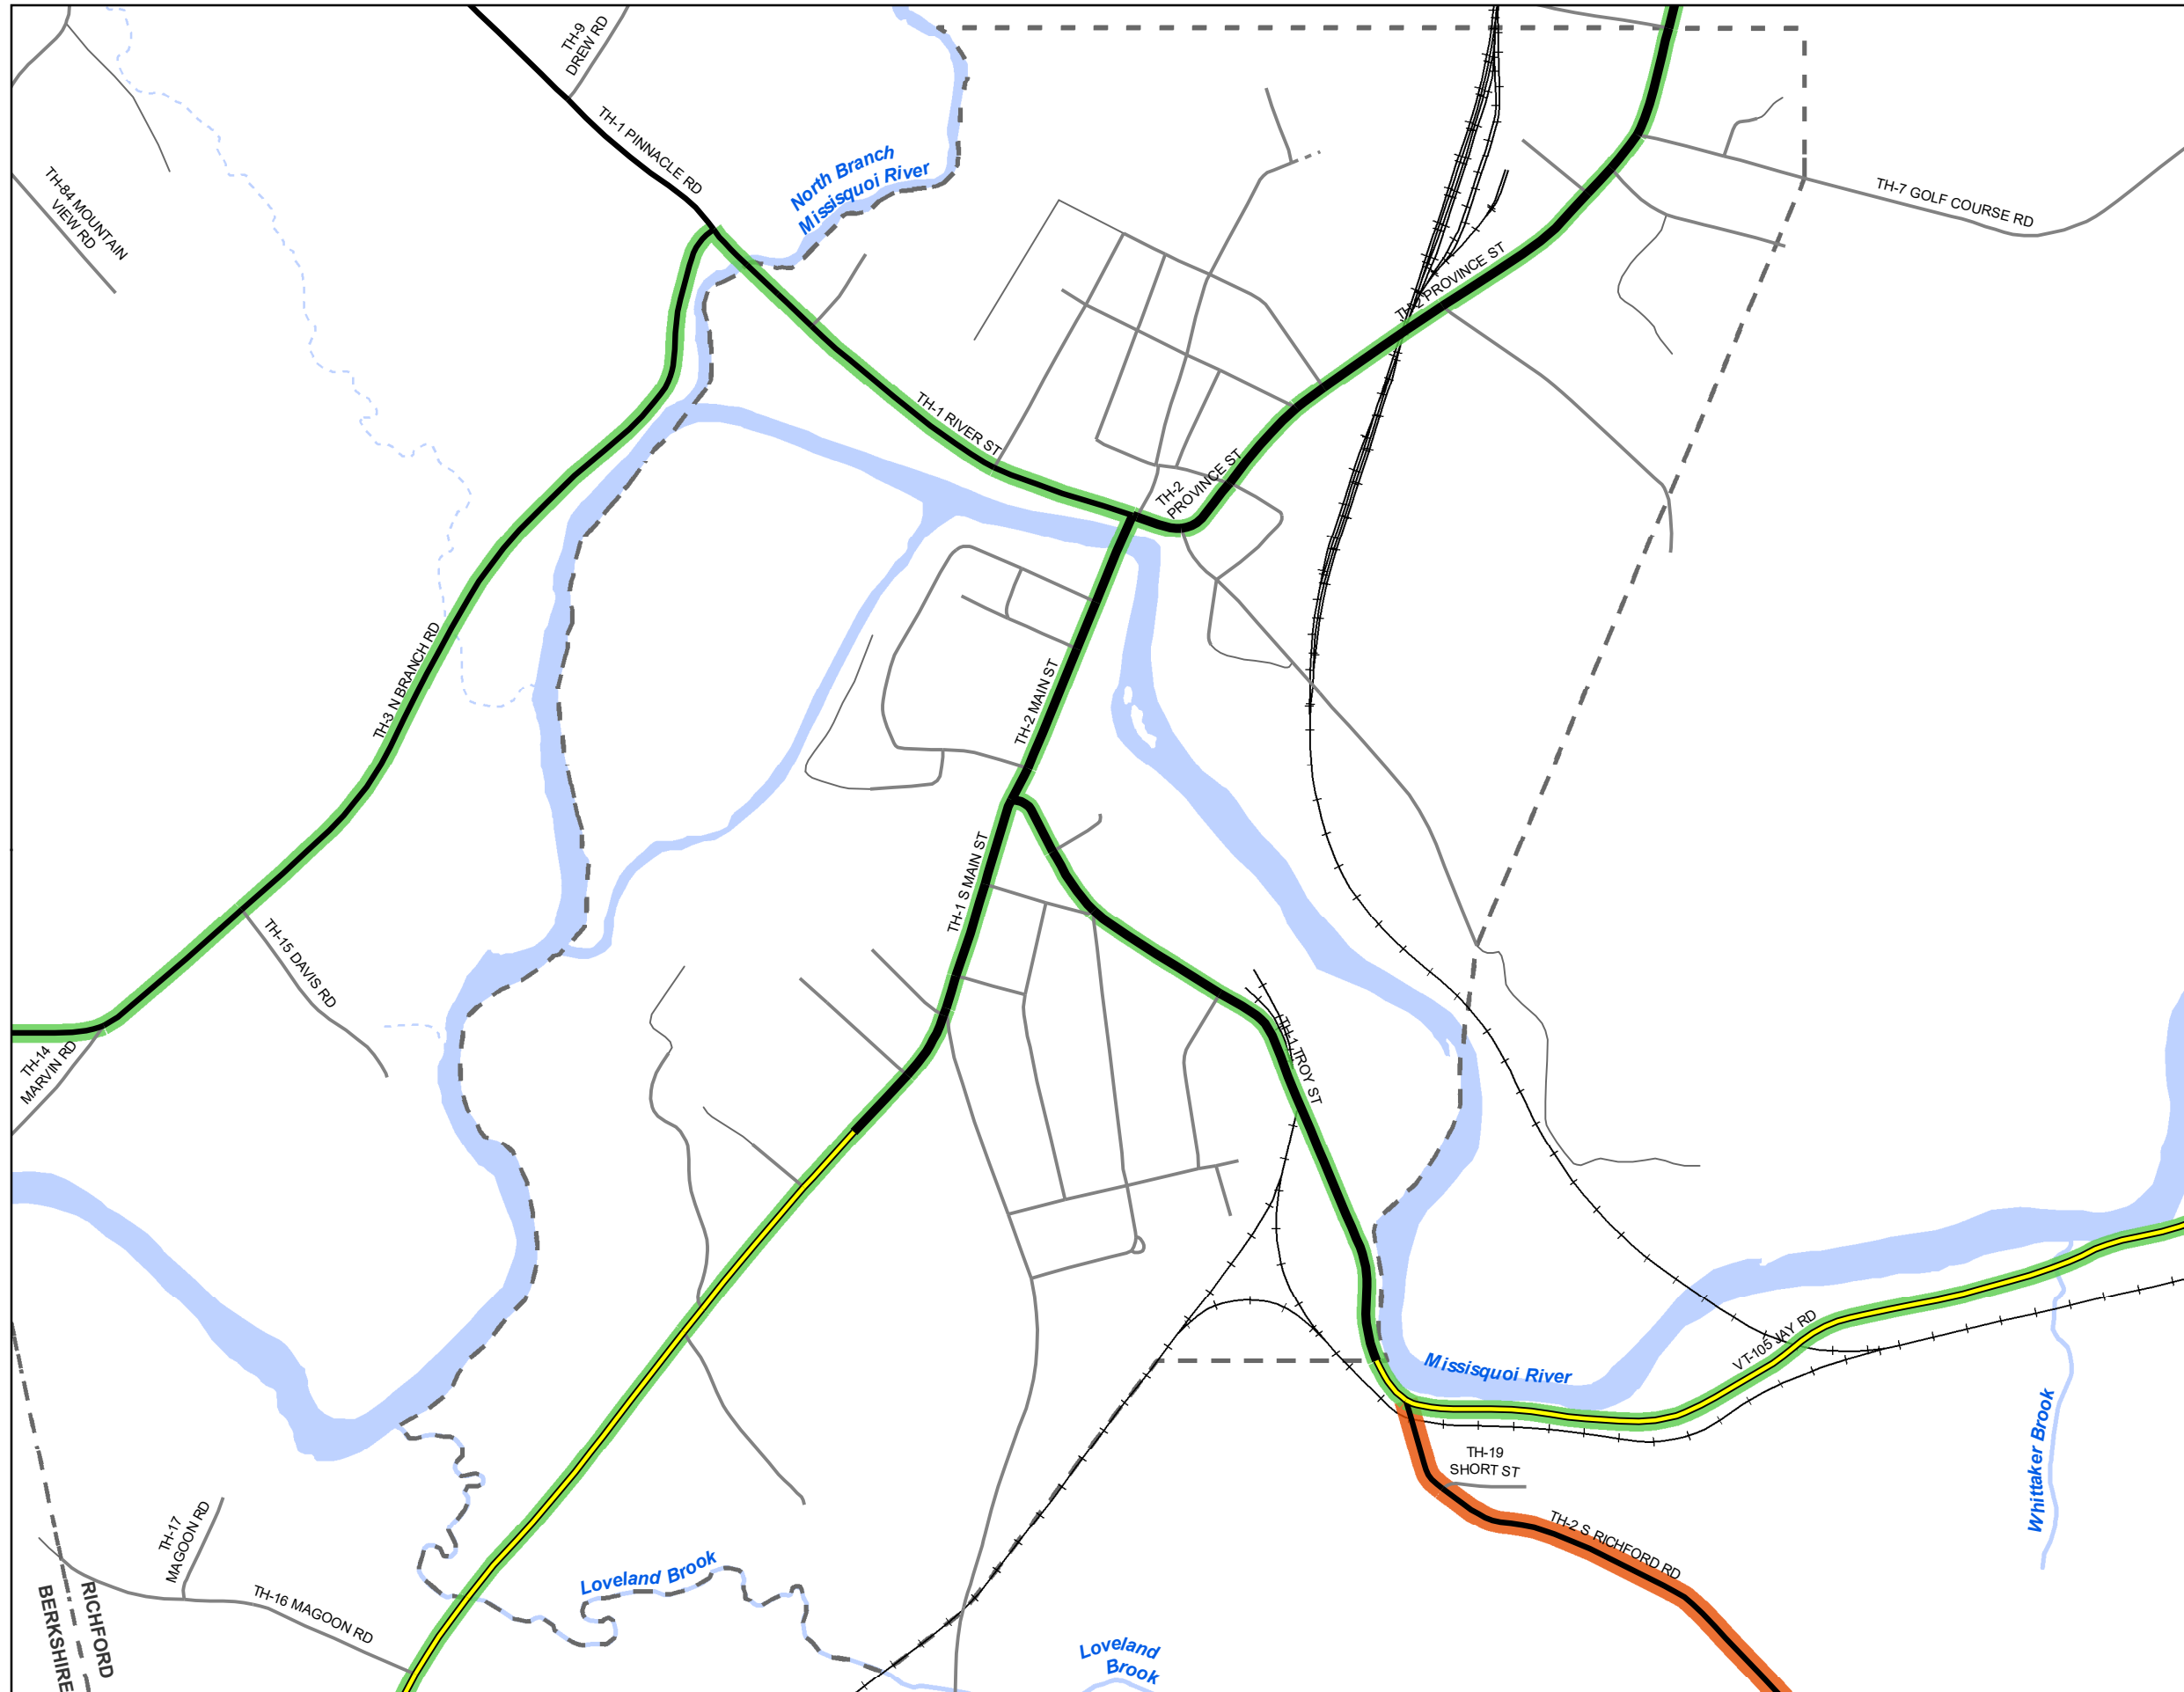 TH-9
DREW RD
TH-1 PINNACLE RD
North Branch
Missisquoi River
TH-84 MOUNTAIN
VIEW RD
TH-7 GOLF COURSE RD
TH-2 PROVINCE ST
TH-1 RIVER ST
TH-2
PROVINCE ST
TH-3 N BRANCH RD
TH-2 MAIN ST
TH-1 S MAIN ST
TH-15 DAVIS RD
TH-14
MARVIN RD
TH-1 TROY ST
VT-105 JAY RD
Missisquoi River
Whittaker Brook
TH-19
SHORT ST
TH-2 S RICHFORD RD
TH-17
MAGOON RD
TH-16 MAGOON RD
Loveland Brook
Loveland
Brook
RICHFORD
BERKSHIRE